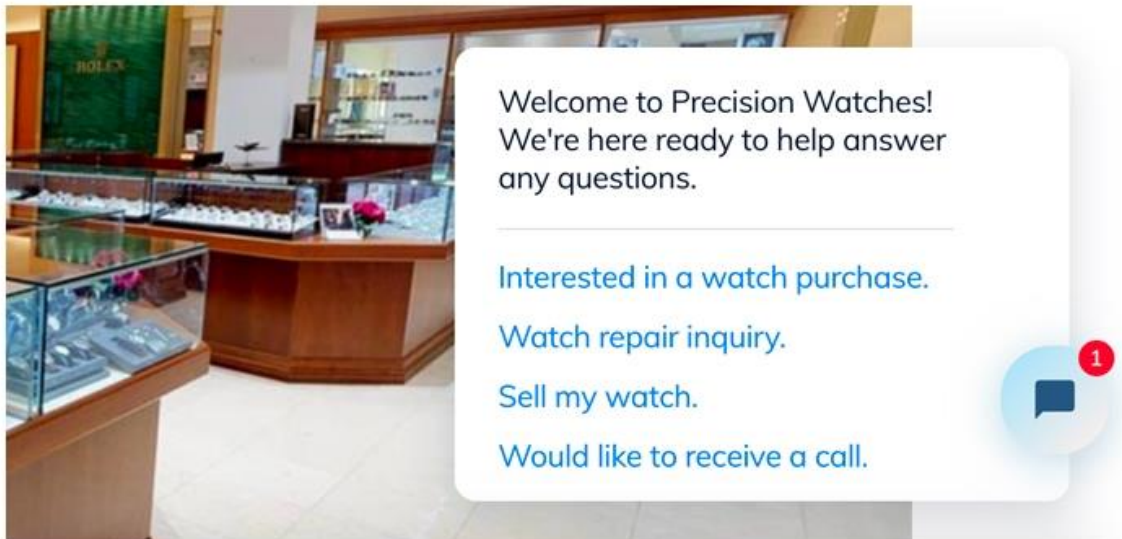 ROLEX
Welcome to Precision Watches!
We're here ready to help answer
any questions.
Interested in a watch purchase.
Watch repair inquiry.
Sell my watch.
Would like to receive a call.
1